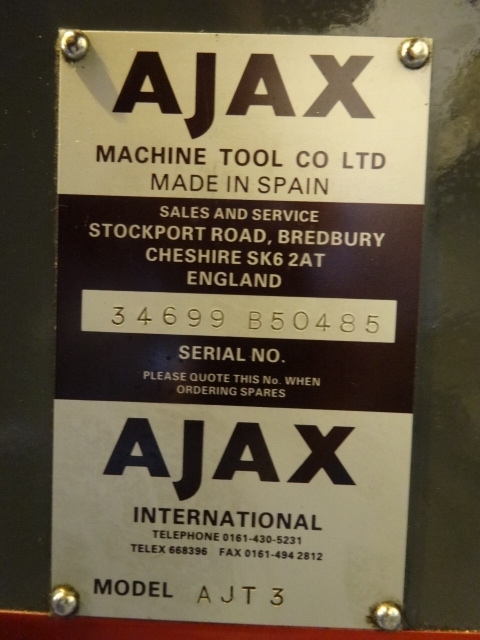 AJAX
MACHINE TOOL CO LTD
MADE IN SPAIN
SALES AND SERVICE
STOCKPORT ROAD, BREDBURY
CHESHIRE SK6 2AT
ENGLAND
34699 B50485
SERIAL NO.
PLEASE QUOTE THIS No. WHEN
ORDERING SPARES
AJAX
INTERNATIONAL
TELEPHONE 0161-430-5231
TELEX 668396 FAX 0161-494 2812
MODEL AJT 3